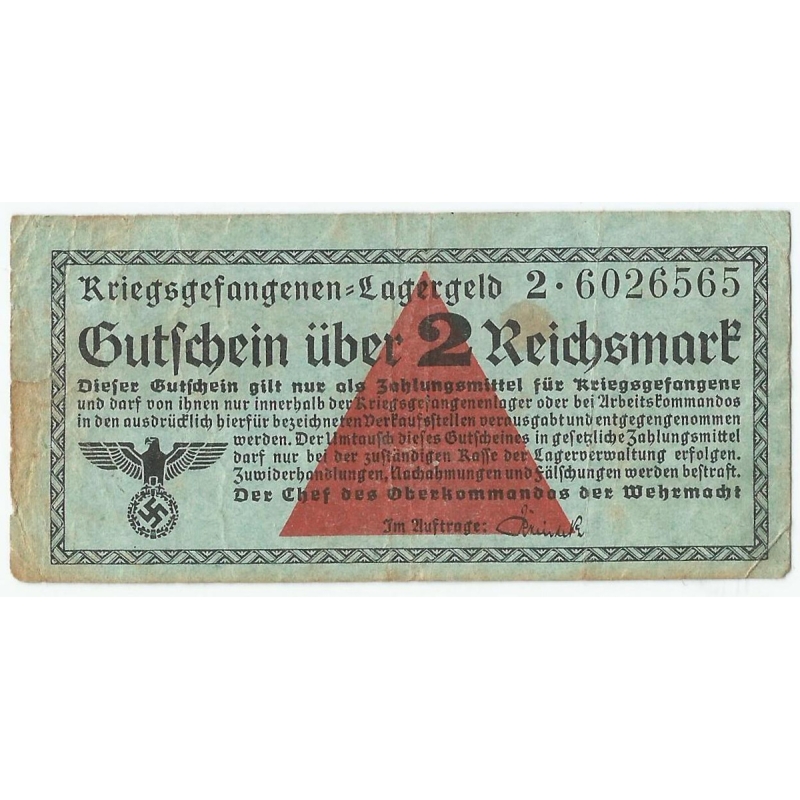 Kriegsgefangenen-Lagergeld 2·6026565
Gutschein über 2 Reichsmark
Dieser Gutschein gilt nur als Zahlungsmittel für Kriegsgefangene
und darf von ihnen nur innerhalb der Kriegsgefangenenlager oder bei Arbeitskommandos
in den ausdrücklich hierfür bezeichneten Verkaufsstellen verausgabt und entgegengenommen
werden. Der Umtausch dieses Gutscheines in gesetzliche Zahlungsmittel
darf nur bei der zuständigen Kasse der Lagerverwaltung erfolgen.
Zuwiderhandlungen, Nachahmungen und Fälschungen werden bestraft.
Der Chef des Oberkommandos der Wehrmacht
Im Auftrage: